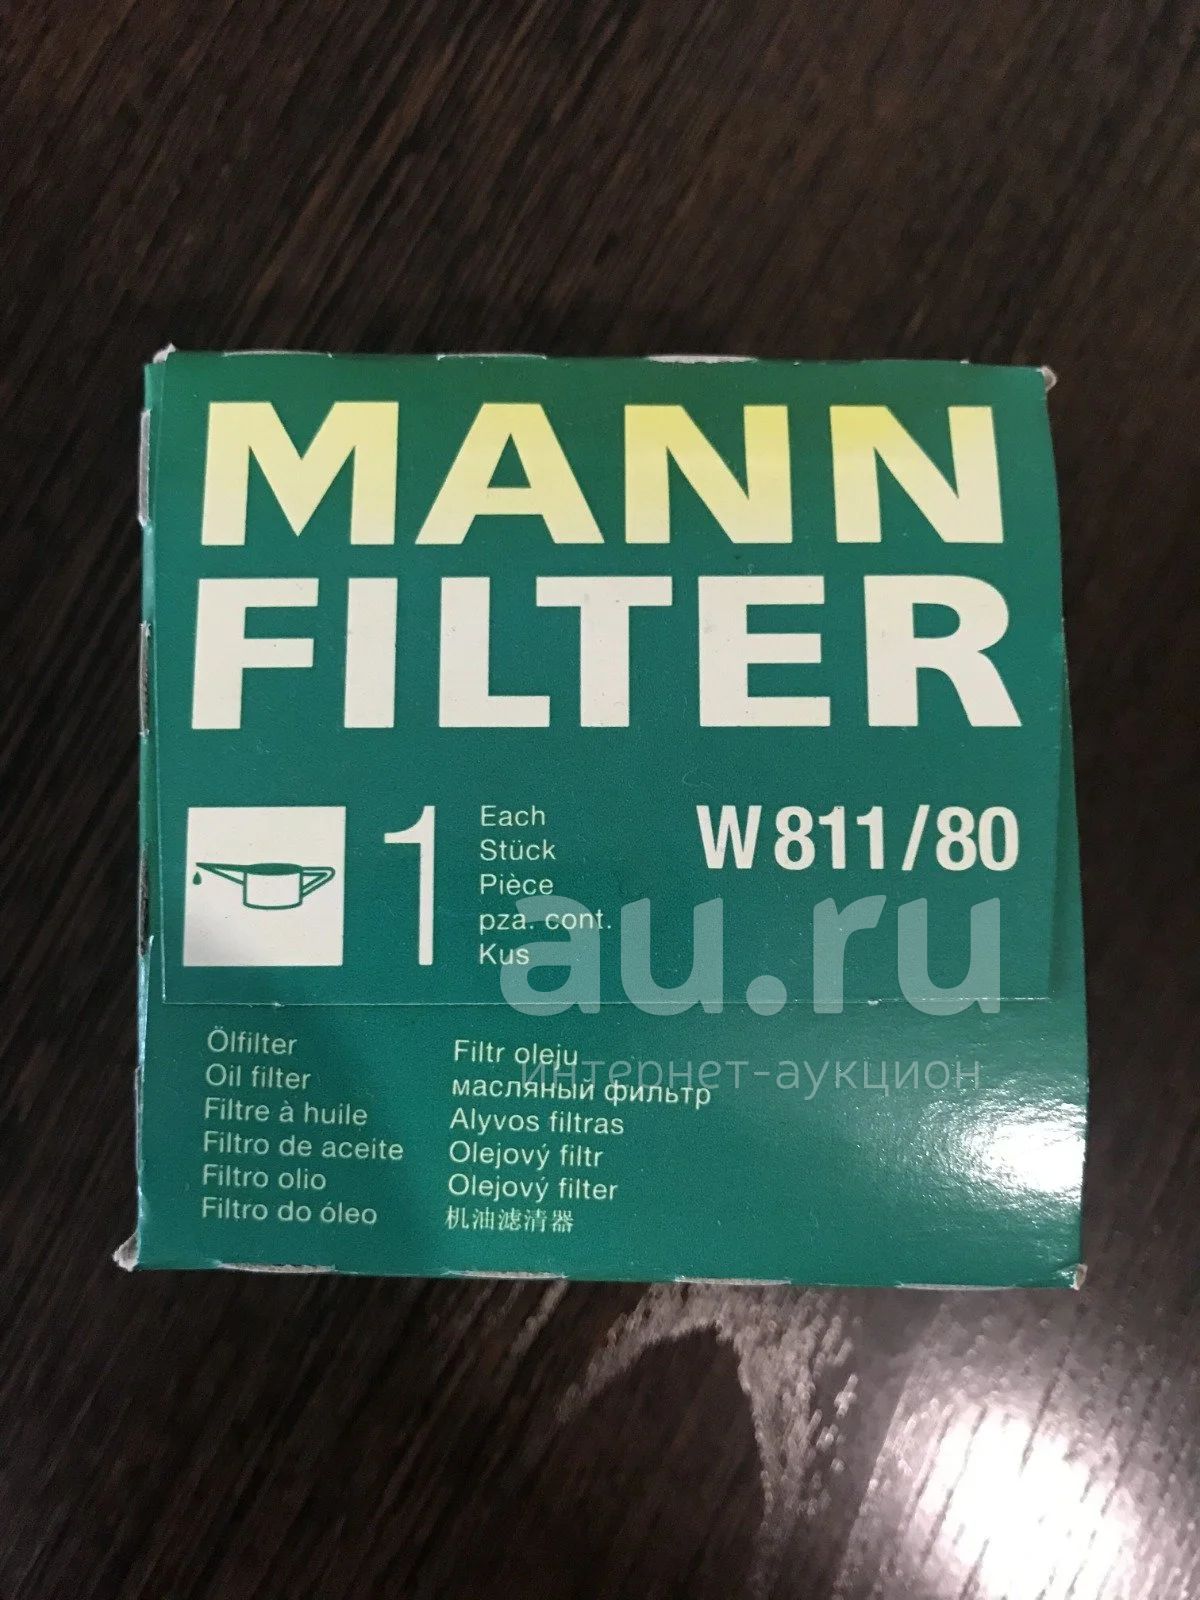 MANN
FILTER
1
Each
Stück
Pièce
pza. cont.
Kus
W 811/80
au.ru
интернет-аукцион
Ölfilter
Oil filter
Filtre à huile
Filtro de aceite
Filtro olio
Filtro do óleo
Filtr oleju
масляный фильтр
Alyvos filtras
Olejový filtr
Olejový filter
机油滤清器